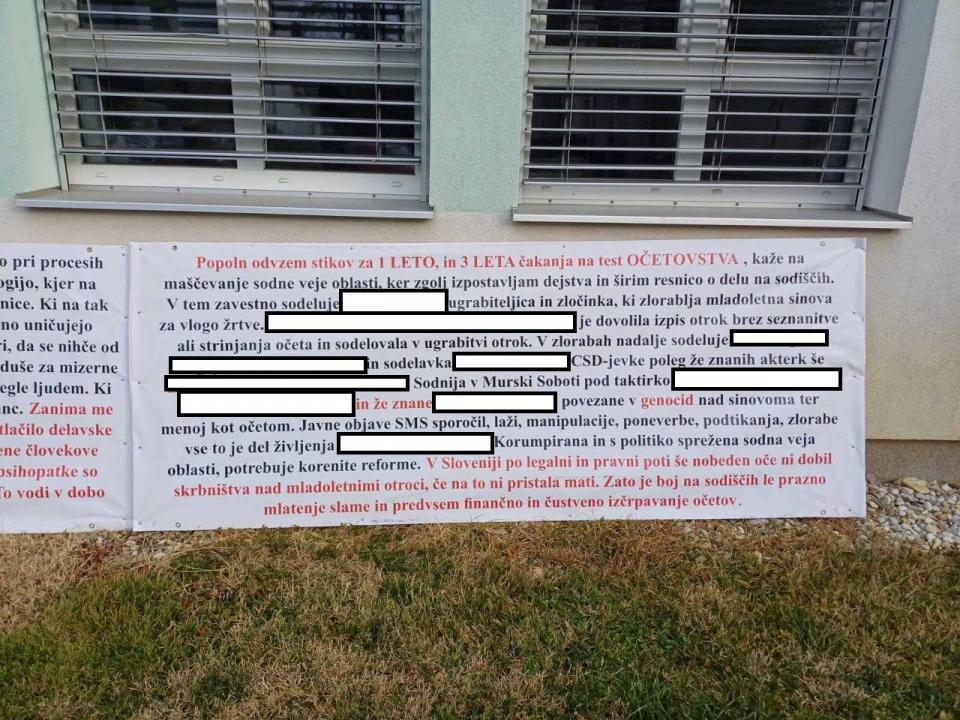 o pri procesih
ogijo, kjer na
nice. Ki na tak
no uničujejo
ri, da se nihče od
duše za mizerne
egle ljudem. Ki
anc. Zanima me
tlačilo delavske
ene človekove
psihopatke so
To vodi v dobo
Popoln odvzem stikov za 1 LETO, in 3 LETA čakanja na test OČETOVSTVA , kaže na
maščevanje sodne veje oblasti, ker zgolj izpostavljam dejstva in širim resnico o delu na sodiščih.
V tem zavestno sodeluje ugrabiteljica in zločinka, ki zlorablja mladoletna sinova
za vlogo žrtve. je dovolila izpis otrok brez seznanitve
ali strinjanja očeta in sodelovala v ugrabitvi otrok. V zlorabah nadalje sodeluje
in sodelavka CSD-jevke poleg že znanih akterk še
Sodnija v Murski Soboti pod taktirko
in že znane povezane v genocid nad sinovoma ter
menoj kot očetom. Javne objave SMS sporočil, laži, manipulacije, poneverbe, podtikanja, zlorabe
vse to je del življenja Korumpirana in s politiko sprežena sodna veja
oblasti, potrebuje korenite reforme. V Sloveniji po legalni in pravni poti še nobeden oče ni dobil
skrbništva nad mladoletnimi otroci, če na to ni pristala mati. Zato je boj na sodiščih le prazno
mlatenje slame in predvsem finančno in čustveno izčrpavanje očetov.